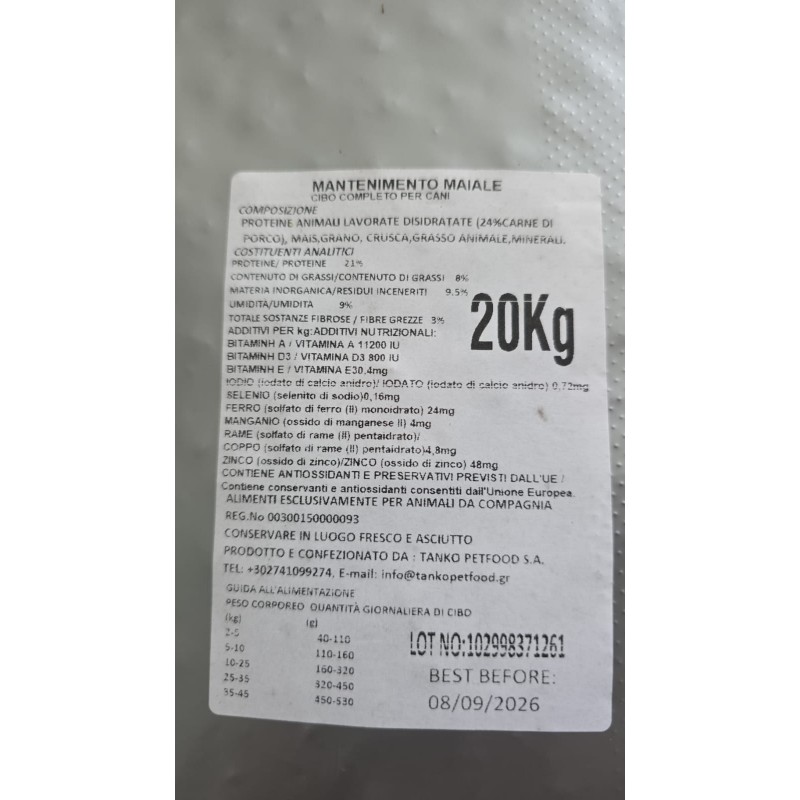 MANTENIMENTO MAIALE
CIBO COMPLETO PER CANI
COMPOSIZIONE
PROTEINE ANIMALI LAVORATE DISIDRATATE (24%CARNE DI
PORCO), MAIS,GRANO, CRUSCA,GRASSO ANIMALE,MINERALI.
COSTITUENTI ANALITICI
PROTEINE/ PROTEINE 21%
CONTENUTO DI GRASSI/CONTENUTO DI GRASSI 8%
MATERIA INORGANICA/RESIDUI INCENERITI 9.5%
UMIDITA/UMIDITA 9%
TOTALE SOSTANZE FIBROSE / FIBRE GREZZE 3%
20Kg
ADDITIVI PER kg:ADDITIVI NUTRIZIONALI:
BITAMINH A / VITAMINA A 11200 IU
BITAMINH D3 / VITAMINA D3 800 IU
BITAMINH E / VITAMINA E30,4mg
IODIO (iodato di calcio anidro)/ IODATO (iodato di calcio anidro) 0,72mg
SELENIO (selenito di sodio)0,16mg
FERRO (solfato di ferro (II) monoidrato) 24mg
MANGANIO (ossido di manganese II) 4mg
RAME (solfato di rame (II) pentaidrato)/
COPPO (solfato di rame (II) pentaidrato)4,8mg
ZINCO (ossido di zinco)/ZINCO (ossido di zinco) 48mg
CONTIENE ANTIOSSIDANTI E PRESERVATIVI PREVISTI DALL'UE /
Contiene conservanti e antiossidanti consentiti dall'Unione Europea.
ALIMENTI ESCLUSIVAMENTE PER ANIMALI DA COMPAGNIA
REG.No 00300150000093
CONSERVARE IN LUOGO FRESCO E ASCIUTTO
PRODOTTO E CONFEZIONATO DA : TANKO PETFOOD S.A.
TEL: +302741099274, E-mail: info@tankopetfood.gr
GUIDA ALL'ALIMENTAZIONE
PESO CORPOREO QUANTITÀ GIORNALIERA DI CIBO
(kg) (g)
2-5 40-110
5-10 110-160
10-25 160-320
25-35 320-450
35-45 450-530
LOT NO:102998371261
BEST BEFORE:
08/09/2026